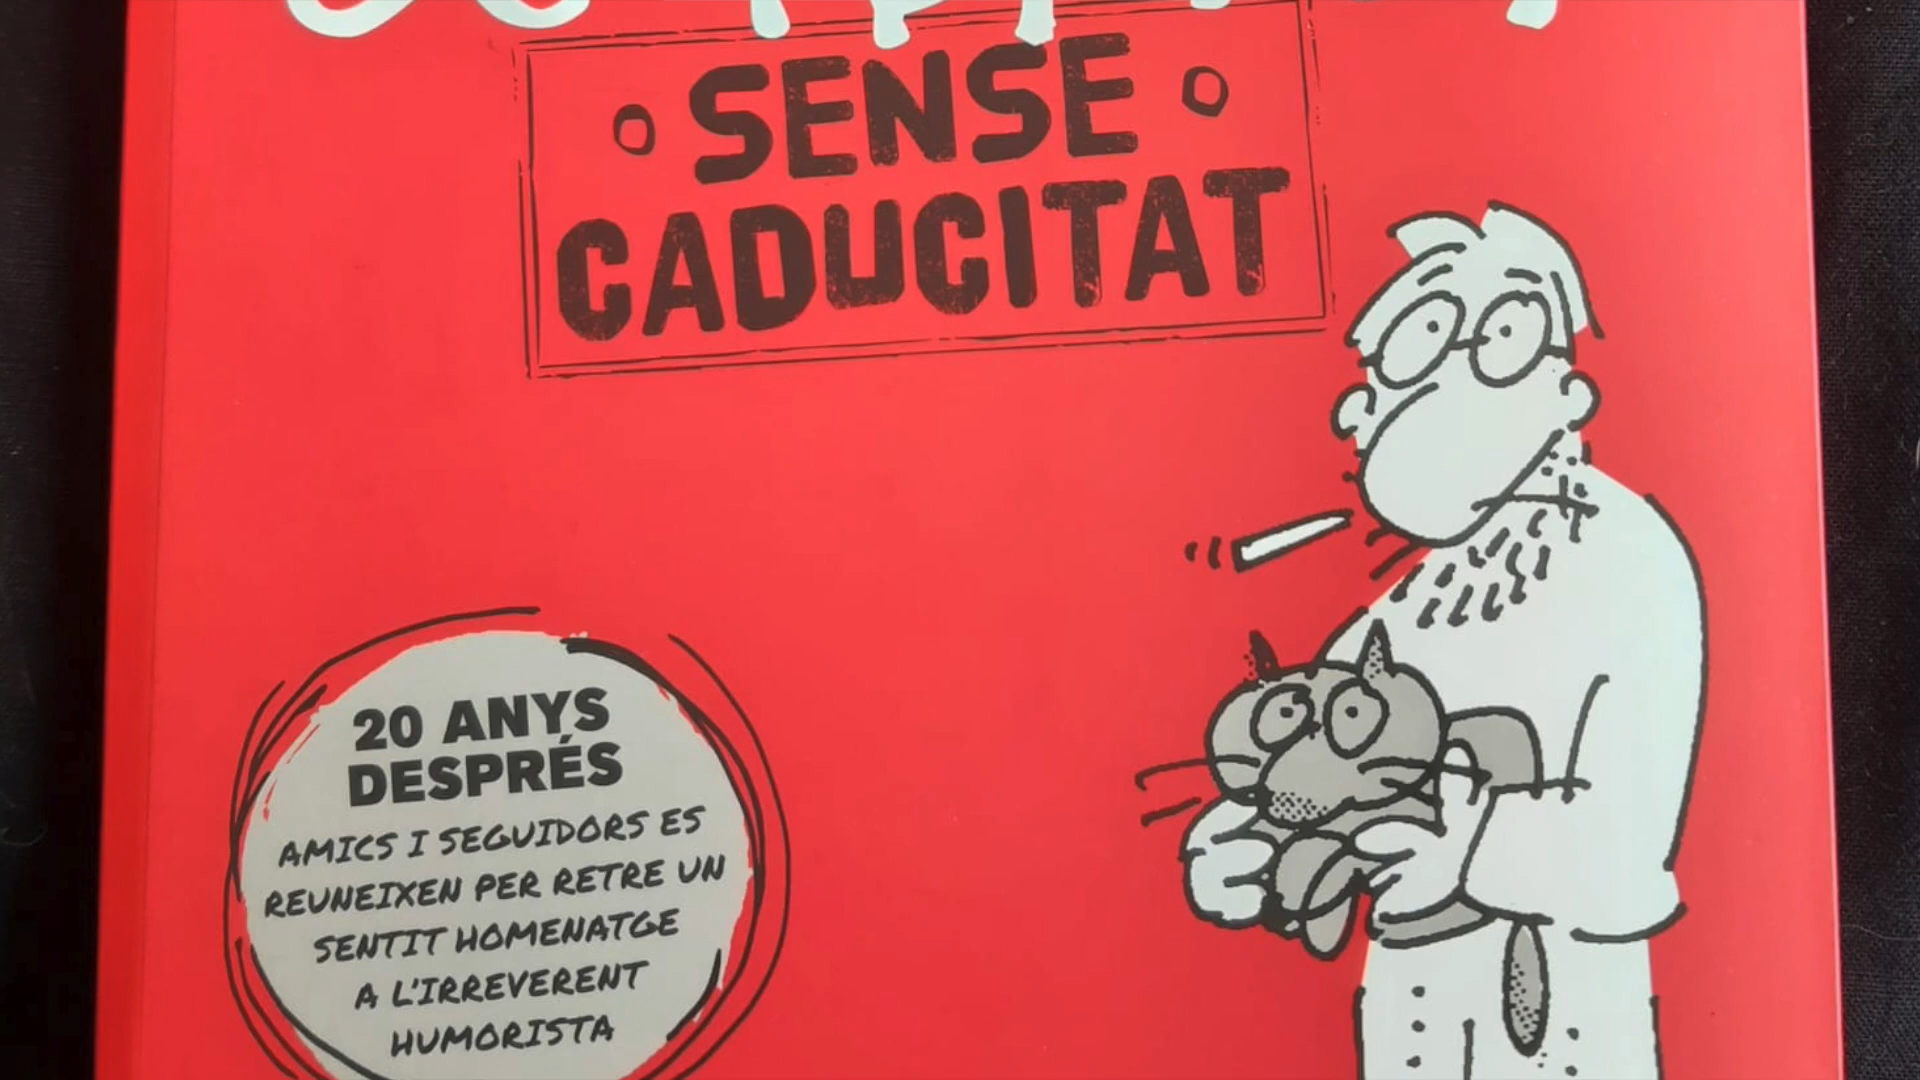 SENSE
CADUCITAT
20 ANYS
DESPRÉS
AMICS I SEGUIDORS ES
REUNEIXEN PER RETRE UN
SENTIT HOMENATGE
A L'IRREVERENT
HUMORISTA